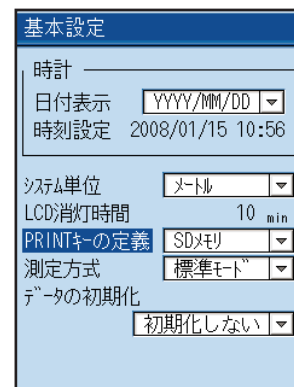 基本設定
時計
日付表示 YYYY/MM/DD
時刻設定 2008/01/15 10:56
ｼｽﾃﾑ単位 ﾒｰﾄﾙ
LCD消灯時間 10 min
PRINTｷｰの定義 SDﾒﾓﾘ
測定方式 標準ﾓｰﾄﾞ
ﾃﾞｰﾀの初期化
初期化しない